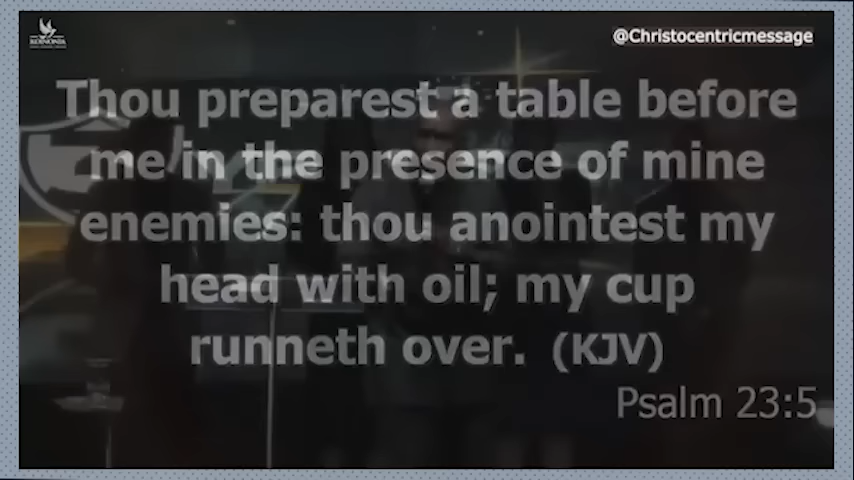 KOINONIA
@Christocentricmessage
Thou preparest a table before
me in the presence of mine
enemies: thou anointest my
head with oil; my cup
runneth over. (KJV)
Psalm 23:5